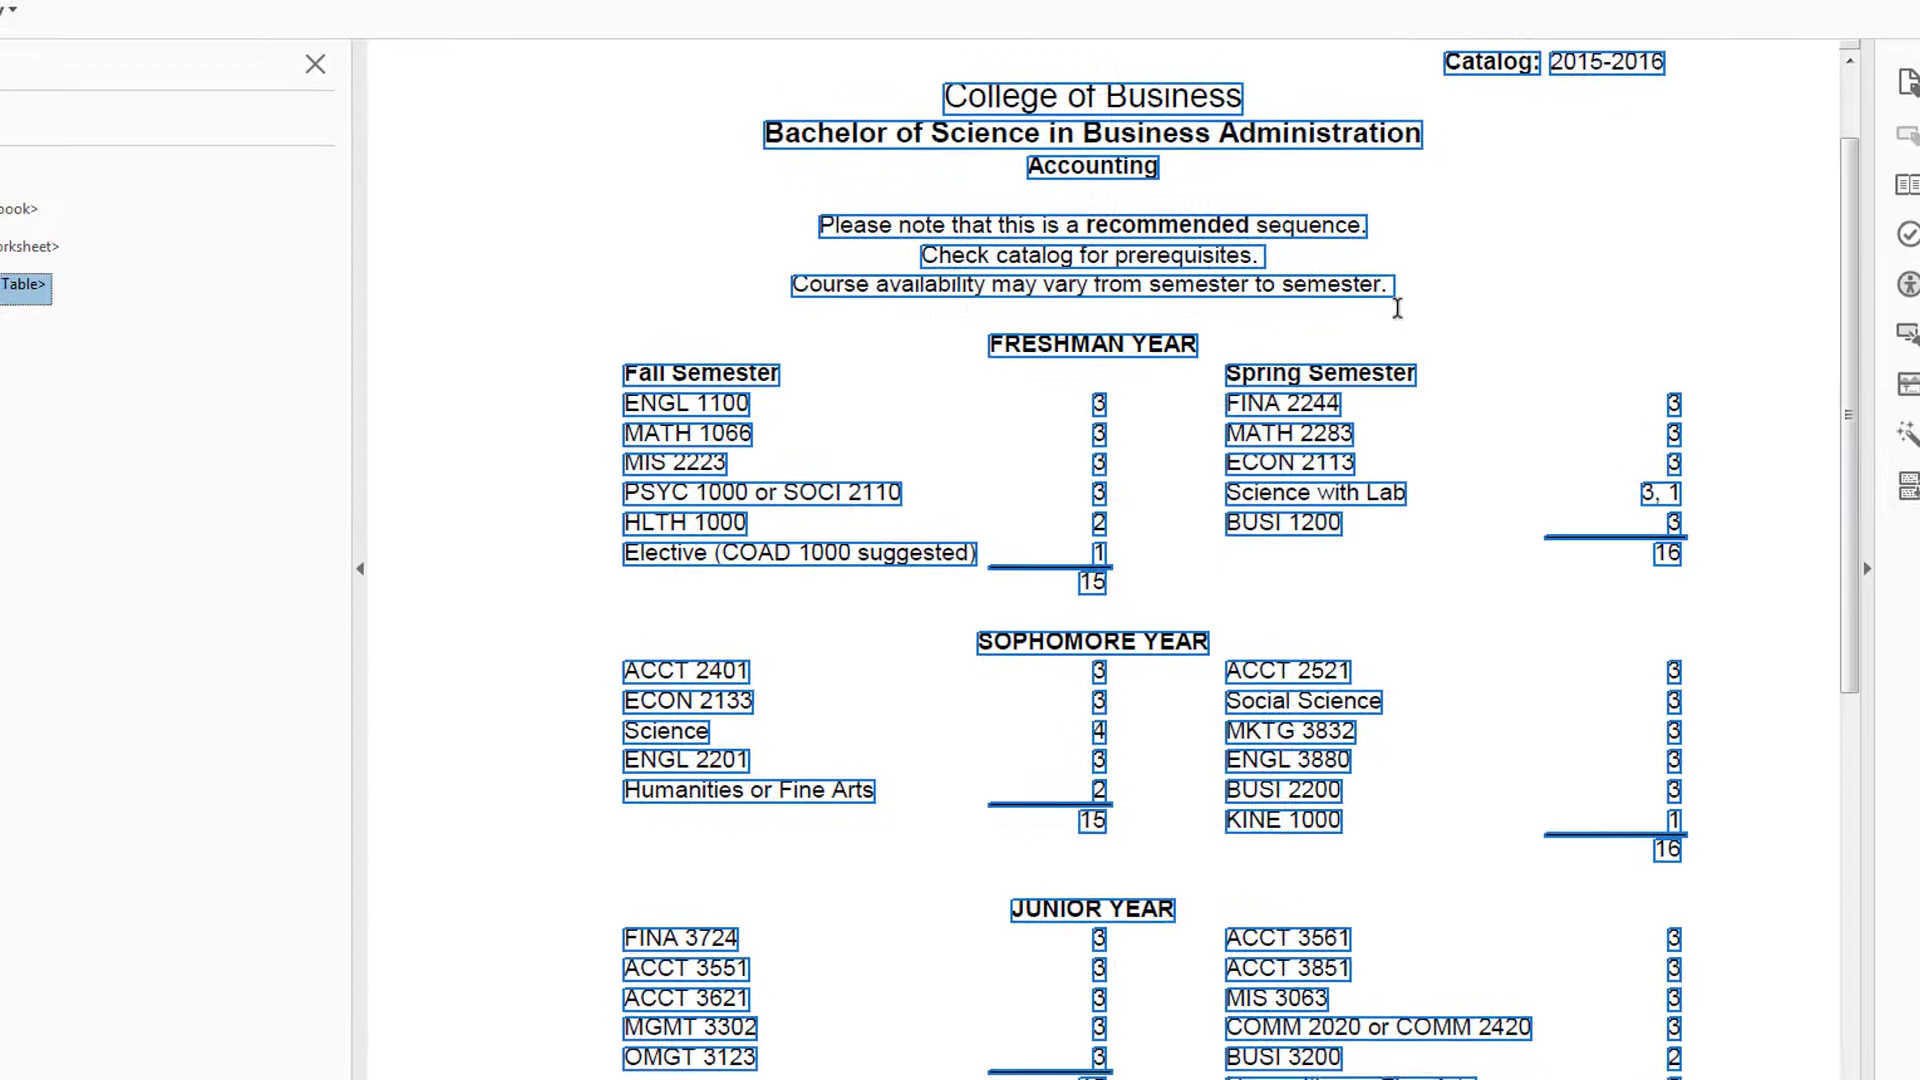 Catalog: 2015-2016
College of Business
Bachelor of Science in Business Administration
Accounting
Please note that this is a recommended sequence.
Check catalog for prerequisites.
Course availability may vary from semester to semester.
ook>
orksheet>
Table>
FRESHMAN YEAR
Fall Semester Spring Semester
ENGL 1100 3 FINA 2244 3
MATH 1066 3 MATH 2283 3
MIS 2223 3 ECON 2113 3
PSYC 1000 or SOCI 2110 3 Science with Lab 3, 1
HLTH 1000 2 BUSI 1200 3
Elective (COAD 1000 suggested) 1 16
15
SOPHOMORE YEAR
ACCT 2401 3 ACCT 2521 3
ECON 2133 3 Social Science 3
Science 4 MKTG 3832 3
ENGL 2201 3 ENGL 3880 3
Humanities or Fine Arts 2 BUSI 2200 3
15 KINE 1000 1
16
JUNIOR YEAR
FINA 3724 3 ACCT 3561 3
ACCT 3551 3 ACCT 3851 3
ACCT 3621 3 MIS 3063 3
MGMT 3302 3 COMM 2020 or COMM 2420 3
OMGT 3123 3 BUSI 3200 2